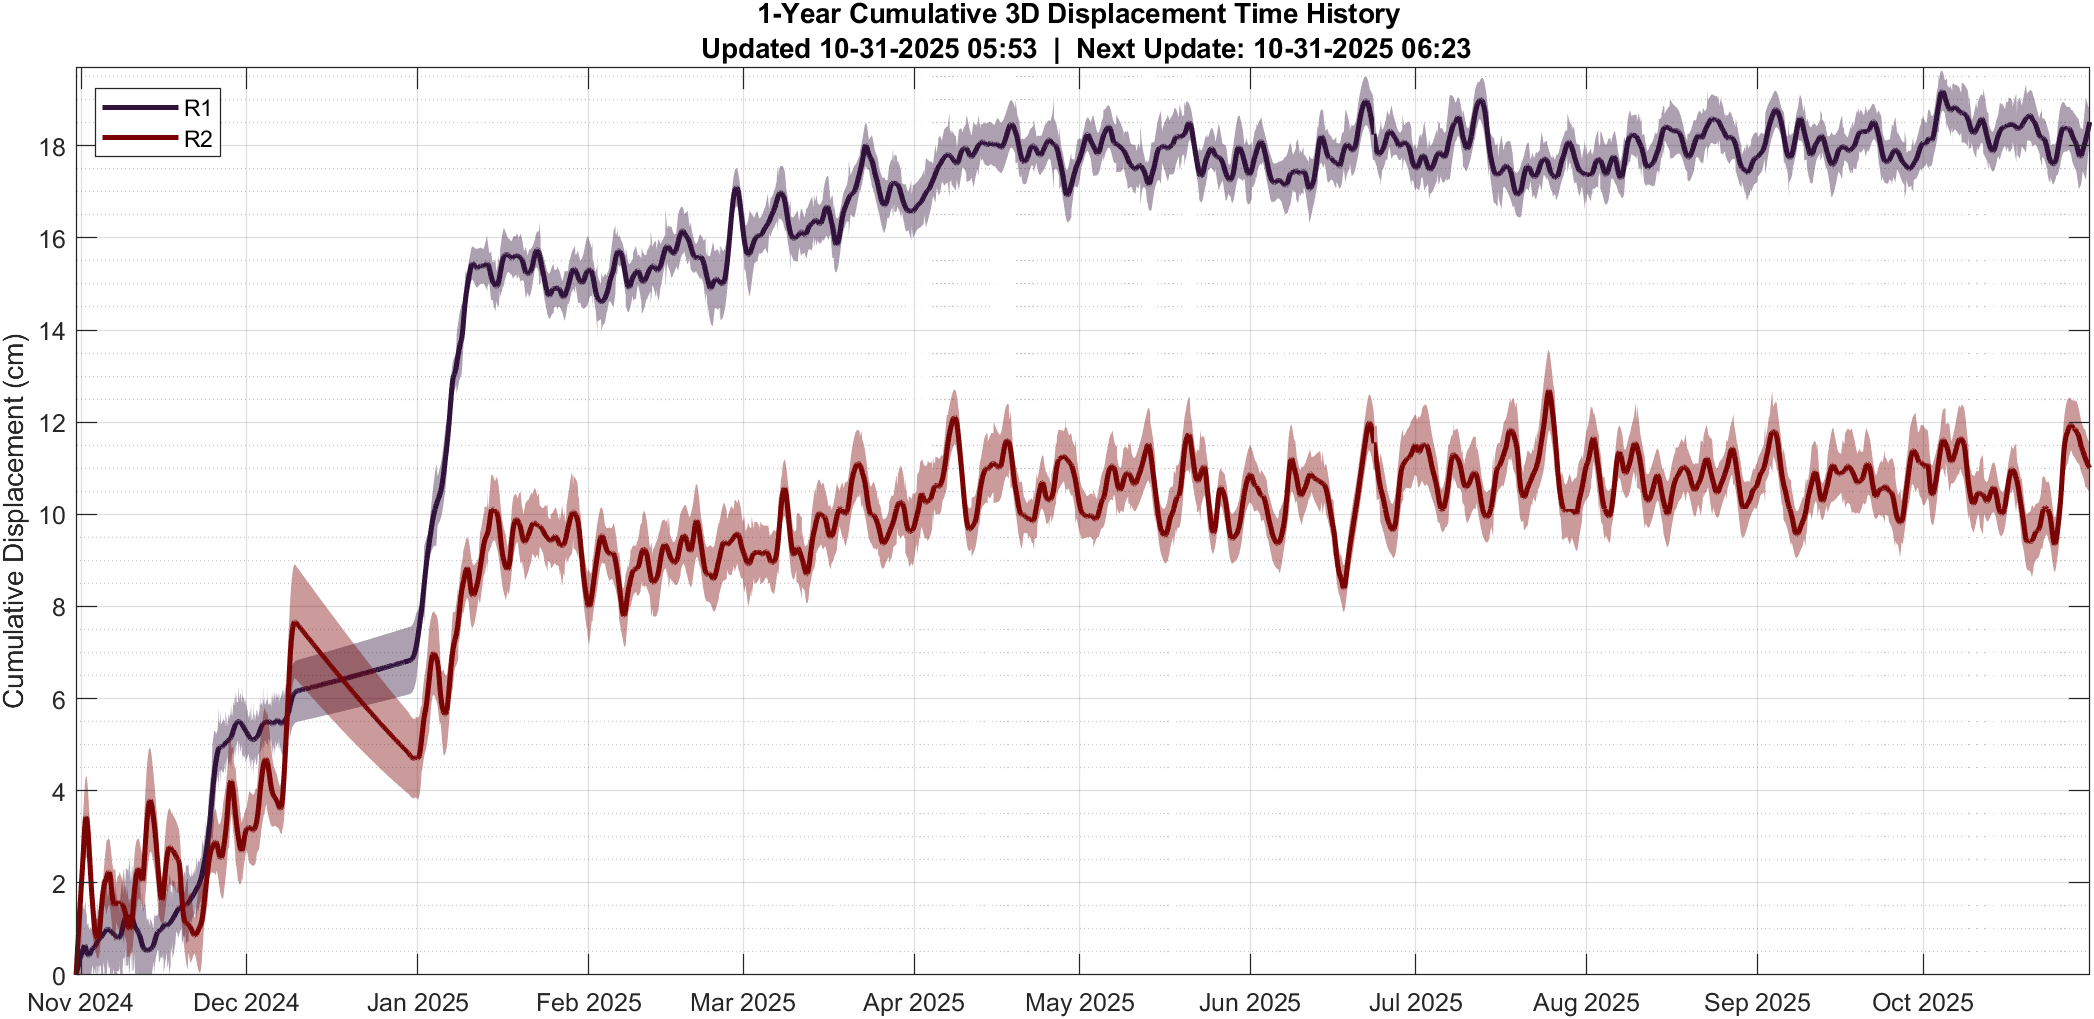 1-Year Cumulative 3D Displacement Time History
Updated 10-31-2025 05:53 | Next Update: 10-31-2025 06:23
R1
R2
Cumulative Displacement (cm)
18
16
14
12
10
8
6
4
2
0
Nov 2024 Dec 2024 Jan 2025 Feb 2025 Mar 2025 Apr 2025 May 2025 Jun 2025 Jul 2025 Aug 2025 Sep 2025 Oct 2025